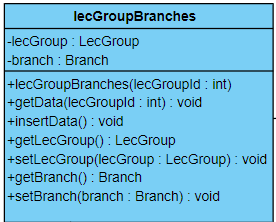 lecGroupBranches
-lecGroup : LecGroup
-branch : Branch
+lecGroupBranches(lecGroupId : int)
+getData(lecGroupId : int) : void
+insertData() : void
+getLecGroup() : LecGroup
+setLecGroup(lecGroup : LecGroup) : void
+getBranch() : Branch
+setBranch(branch : Branch) : void